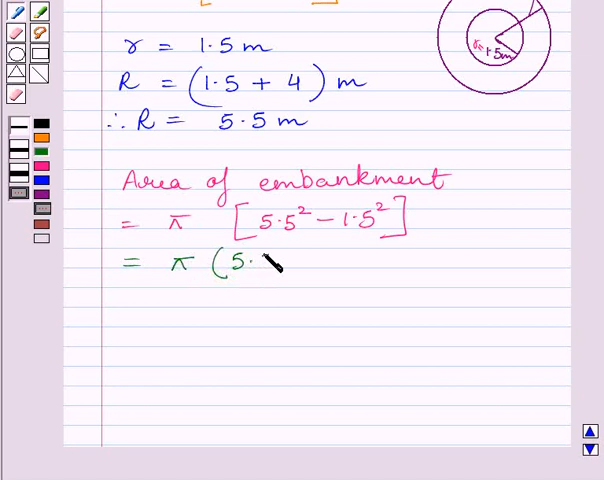 r = 1.5 m
R = (1.5 + 4) m
∴ R = 5.5 m
r=1.5m
Area of embankment
= π [5.5² − 1.5²]
= π (5.